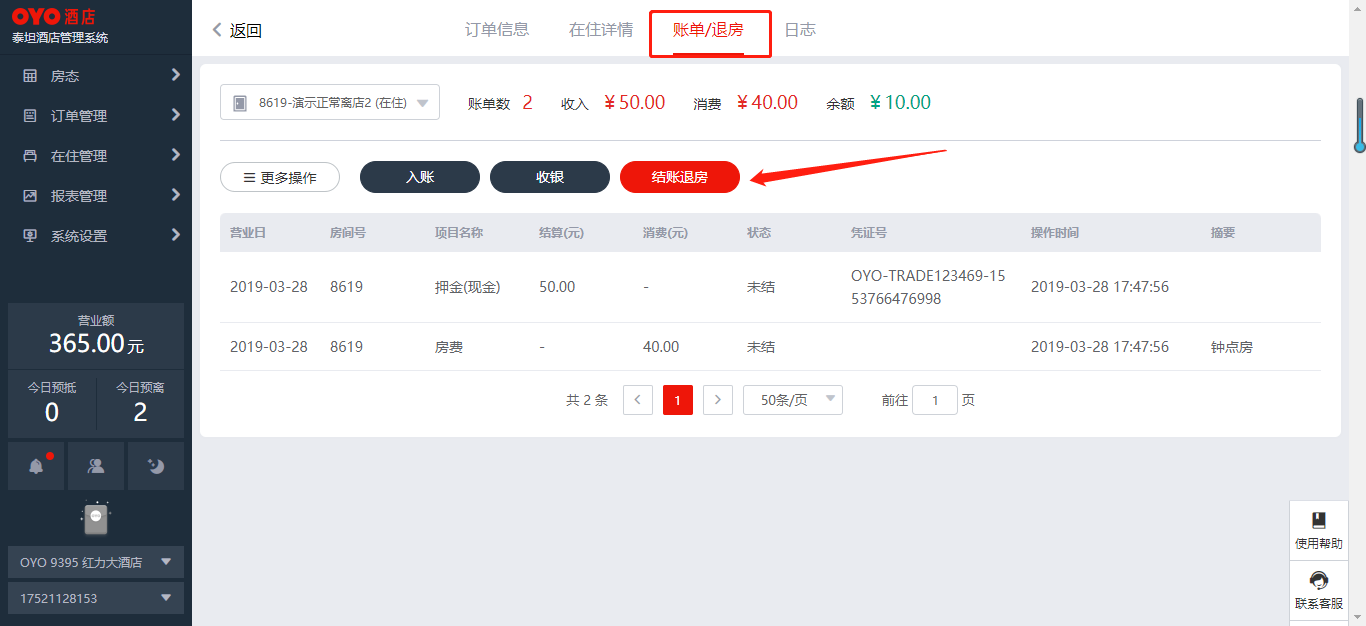 OYO 酒店
泰坦酒店管理系统
房态
订单管理
在住管理
报表管理
系统设置
营业额
365.00元
今日预抵 今日预离
0 2
OYO 9395 红力大酒店
17521128153
返回
订单信息 在住详情 账单/退房 日志
8619-演示正常离店2 (在住) 账单数 2 收入 ¥50.00 消费 ¥40.00 余额 ¥10.00
更多操作 入账 收银 结账退房
营业日 房间号 项目名称 结算(元) 消费(元) 状态 凭证号 操作时间 摘要
2019-03-28 8619 押金(现金) 50.00 - 未结 OYO-TRADE123469-15 2019-03-28 17:47:56
53766476998
2019-03-28 8619 房费 - 40.00 未结 2019-03-28 17:47:56 钟点房
共 2 条 < 1 > 50条/页 前往 1 页
使用帮助
联系客服